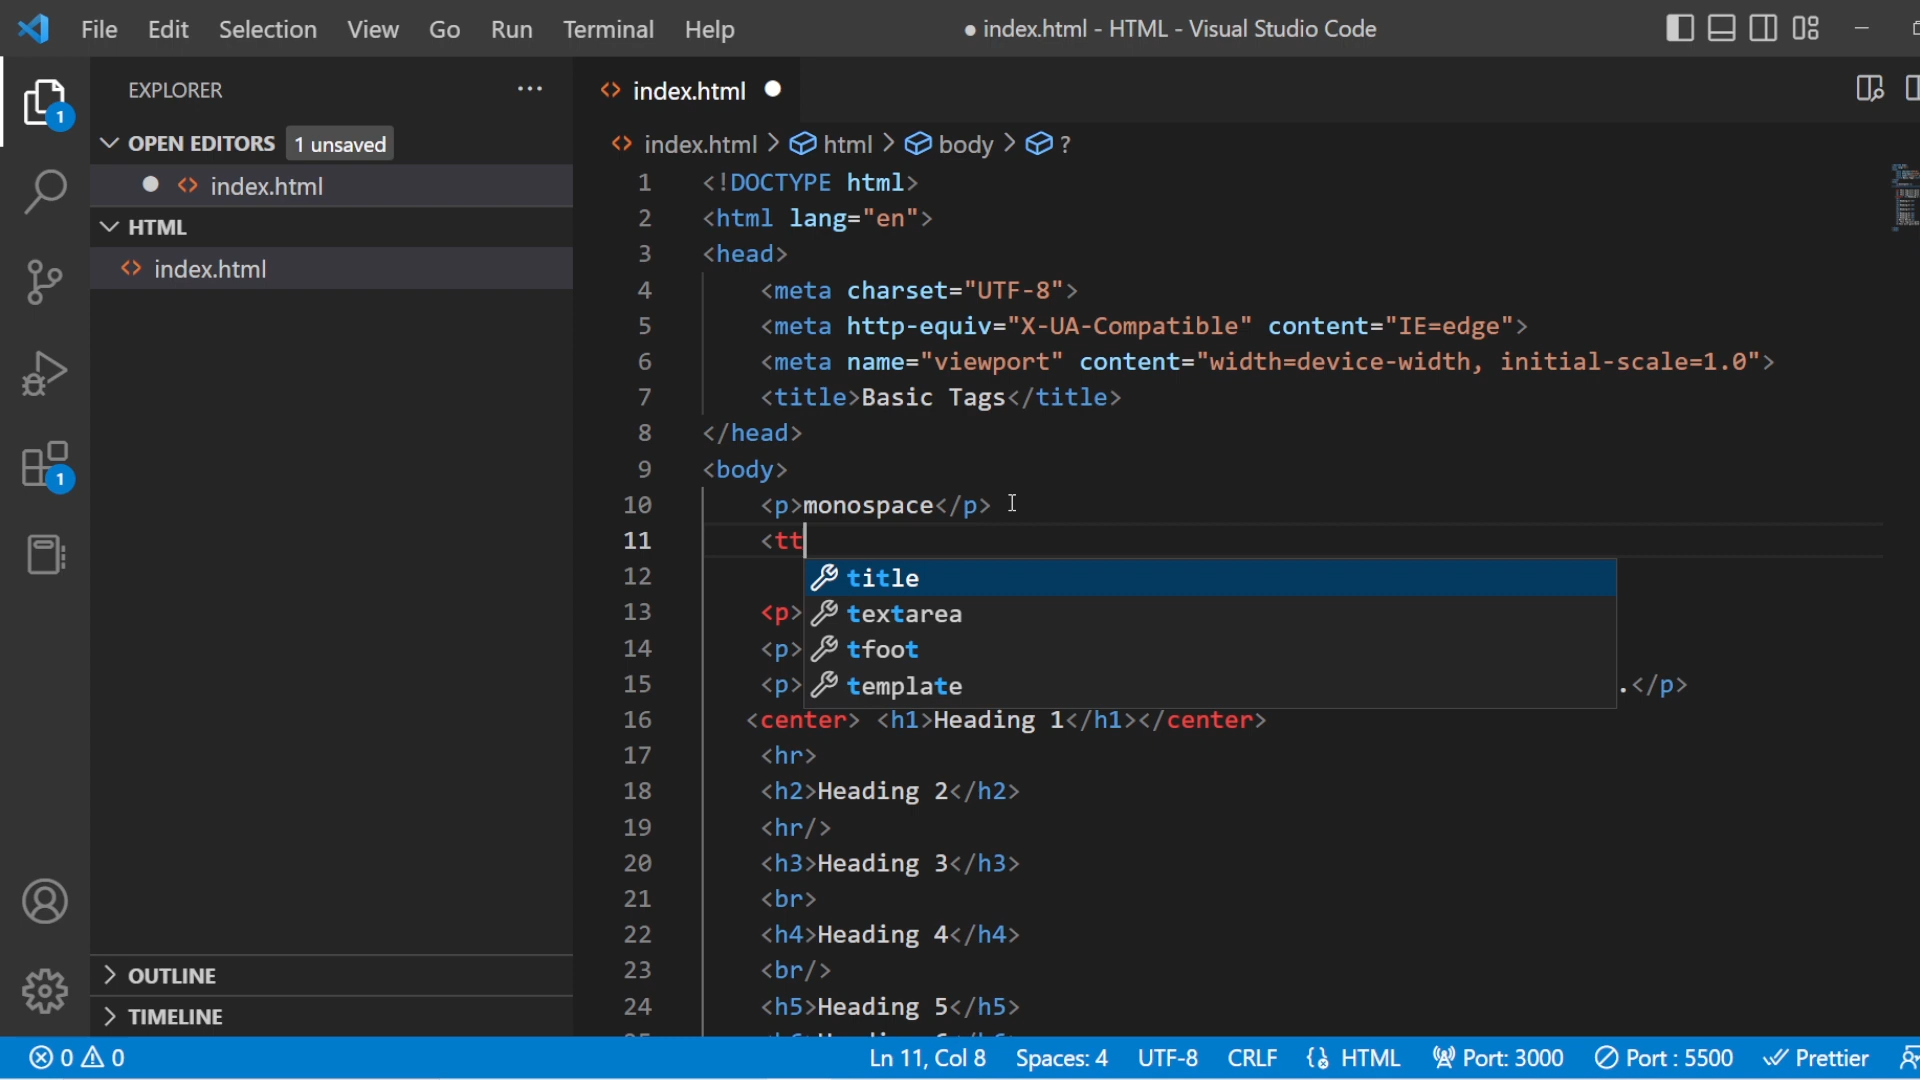 File Edit Selection View Go Run Terminal Help
● index.html - HTML - Visual Studio Code
EXPLORER
1
OPEN EDITORS 1 unsaved
index.html
HTML
index.html
1
OUTLINE
TIMELINE
index.html
index.html > html > body > ?
1 <!DOCTYPE html>
2 <html lang="en">
3 <head>
4 <meta charset="UTF-8">
5 <meta http-equiv="X-UA-Compatible" content="IE=edge">
6 <meta name="viewport" content="width=device-width, initial-scale=1.0">
7 <title>Basic Tags</title>
8 </head>
9 <body>
10 <p>monospace</p>
11 <tt
12
title
13 <p>
textarea
14 <p>
tfoot
15 <p> .</p>
template
16 <center> <h1>Heading 1</h1></center>
17 <hr>
18 <h2>Heading 2</h2>
19 <hr/>
20 <h3>Heading 3</h3>
21 <br>
22 <h4>Heading 4</h4>
23 <br/>
24 <h5>Heading 5</h5>
0 0 Ln 11, Col 8 Spaces: 4 UTF-8 CRLF HTML Port: 3000 Port : 5500 Prettier